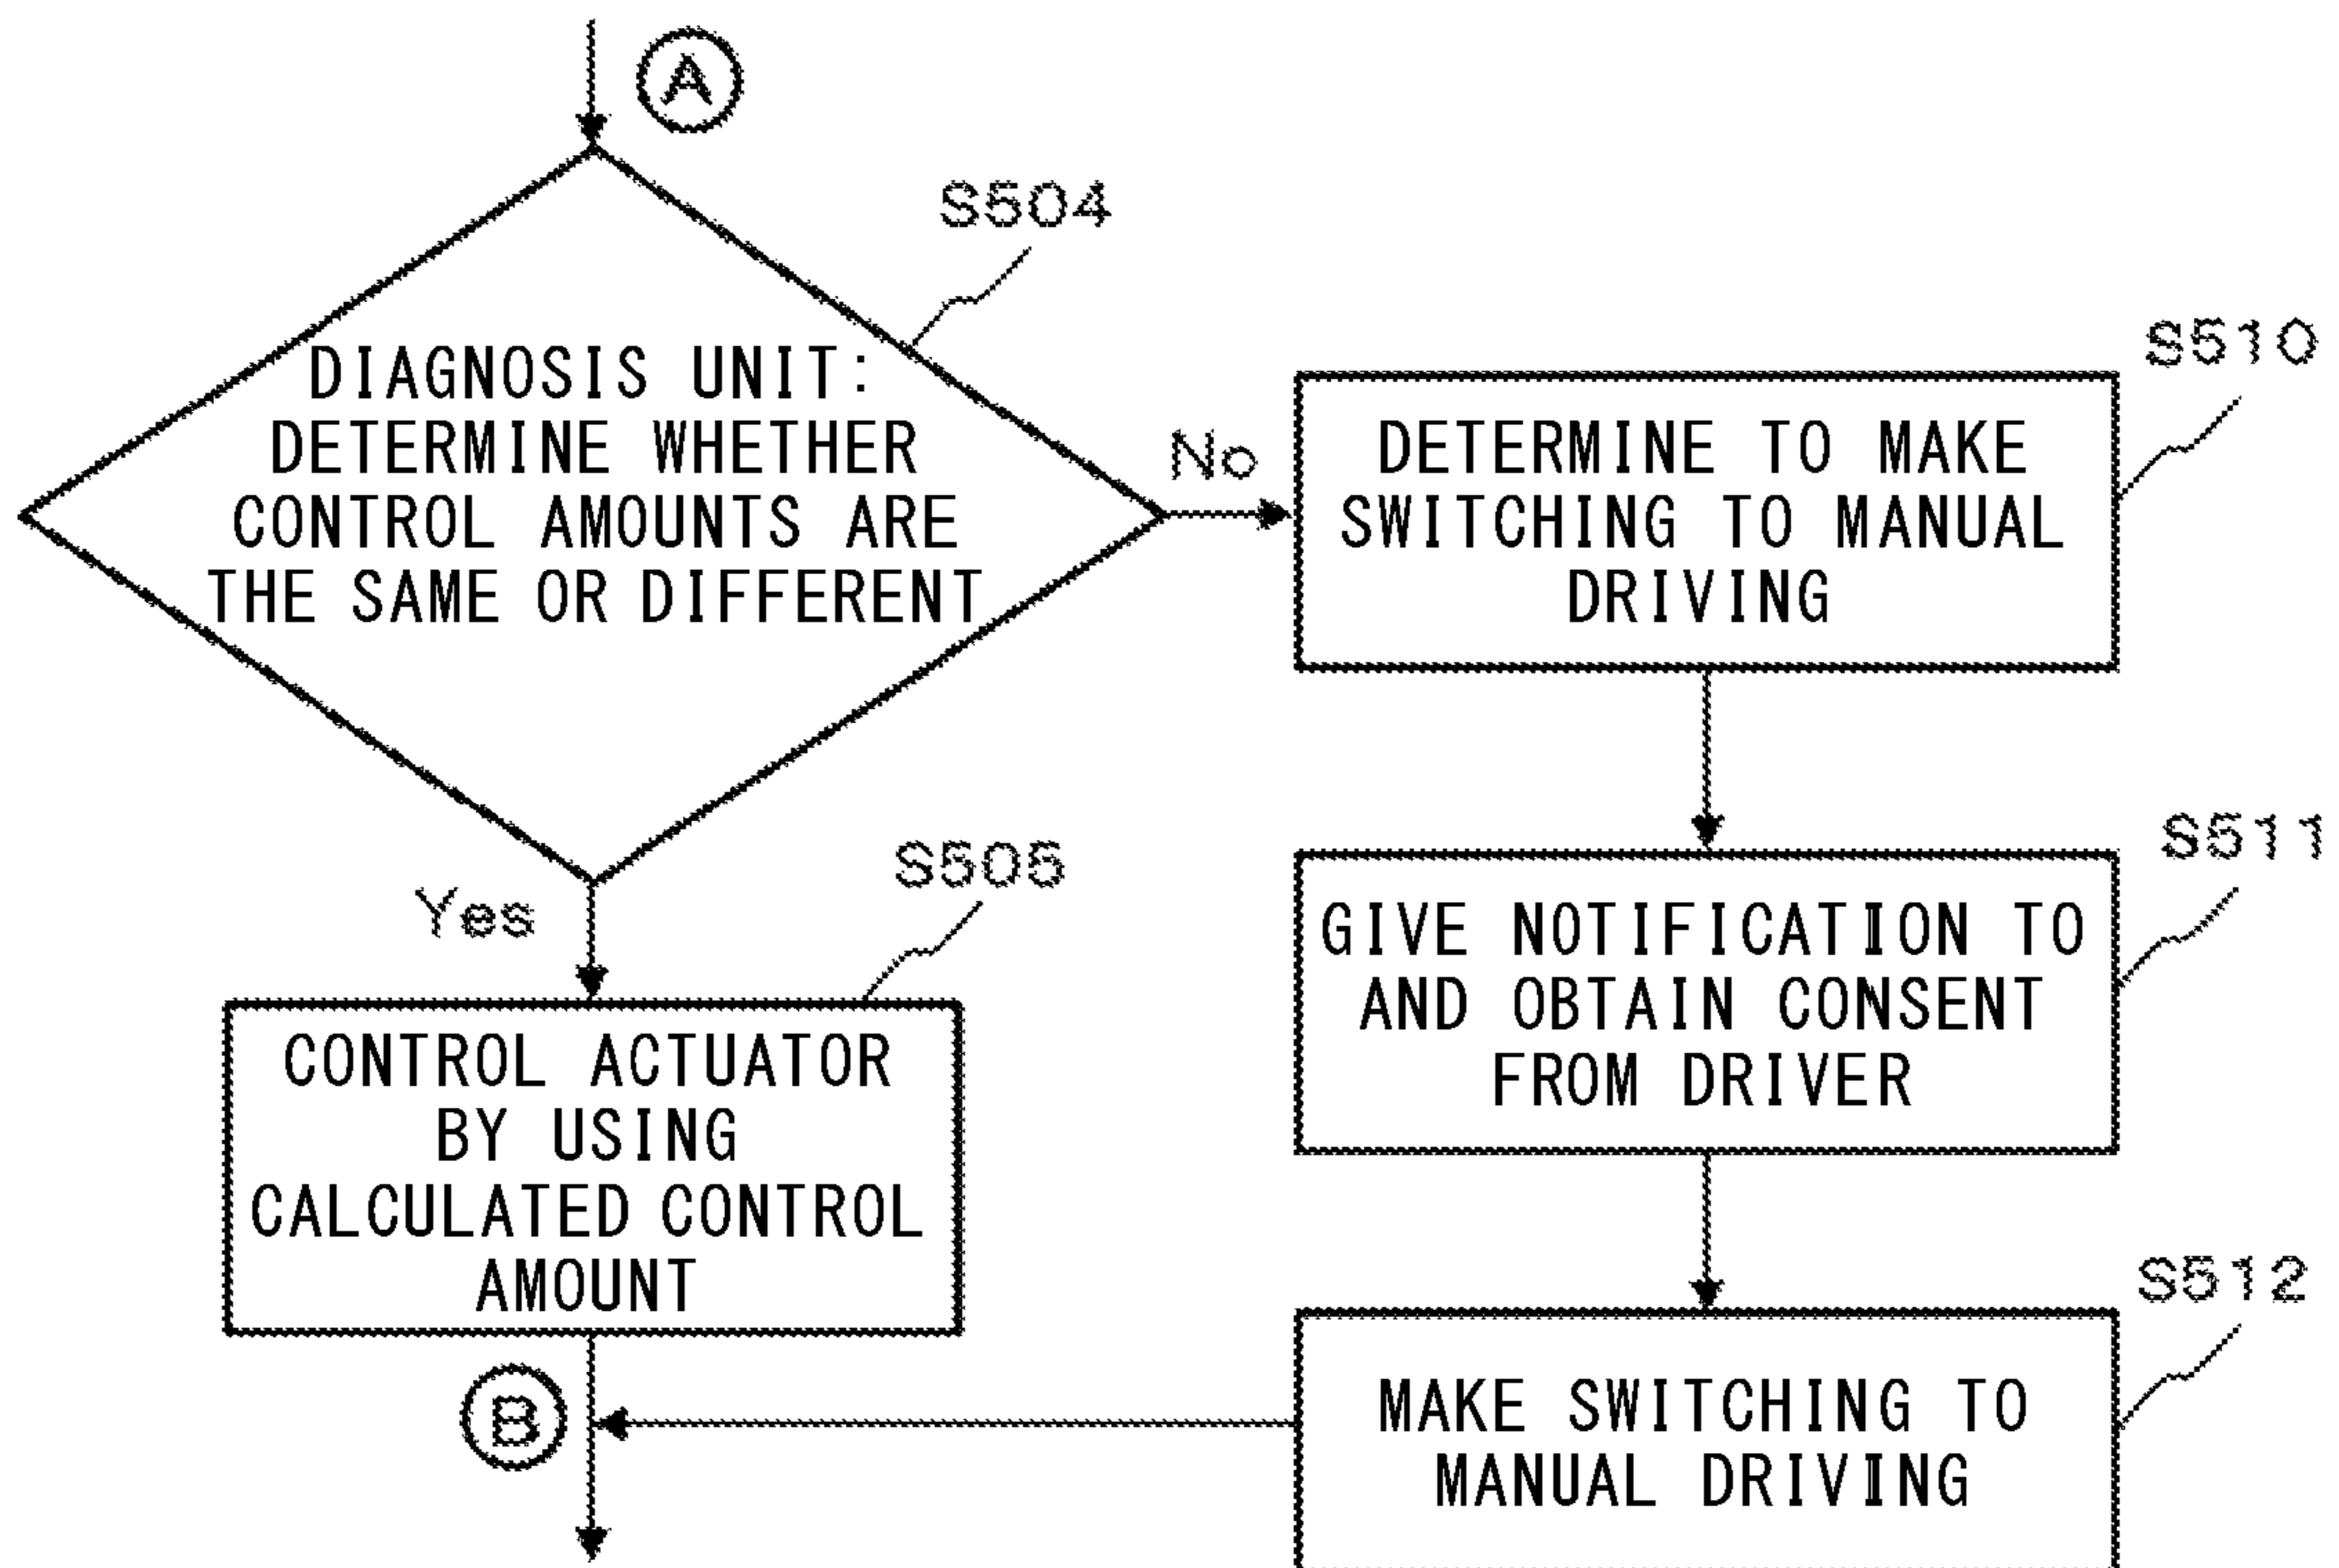 A
S504
DIAGNOSIS UNIT:
DETERMINE WHETHER
CONTROL AMOUNTS ARE
THE SAME OR DIFFERENT
No
S510
DETERMINE TO MAKE
SWITCHING TO MANUAL
DRIVING
Yes
S505
CONTROL ACTUATOR
BY USING
CALCULATED CONTROL
AMOUNT
S511
GIVE NOTIFICATION TO
AND OBTAIN CONSENT
FROM DRIVER
B
S512
MAKE SWITCHING TO
MANUAL DRIVING